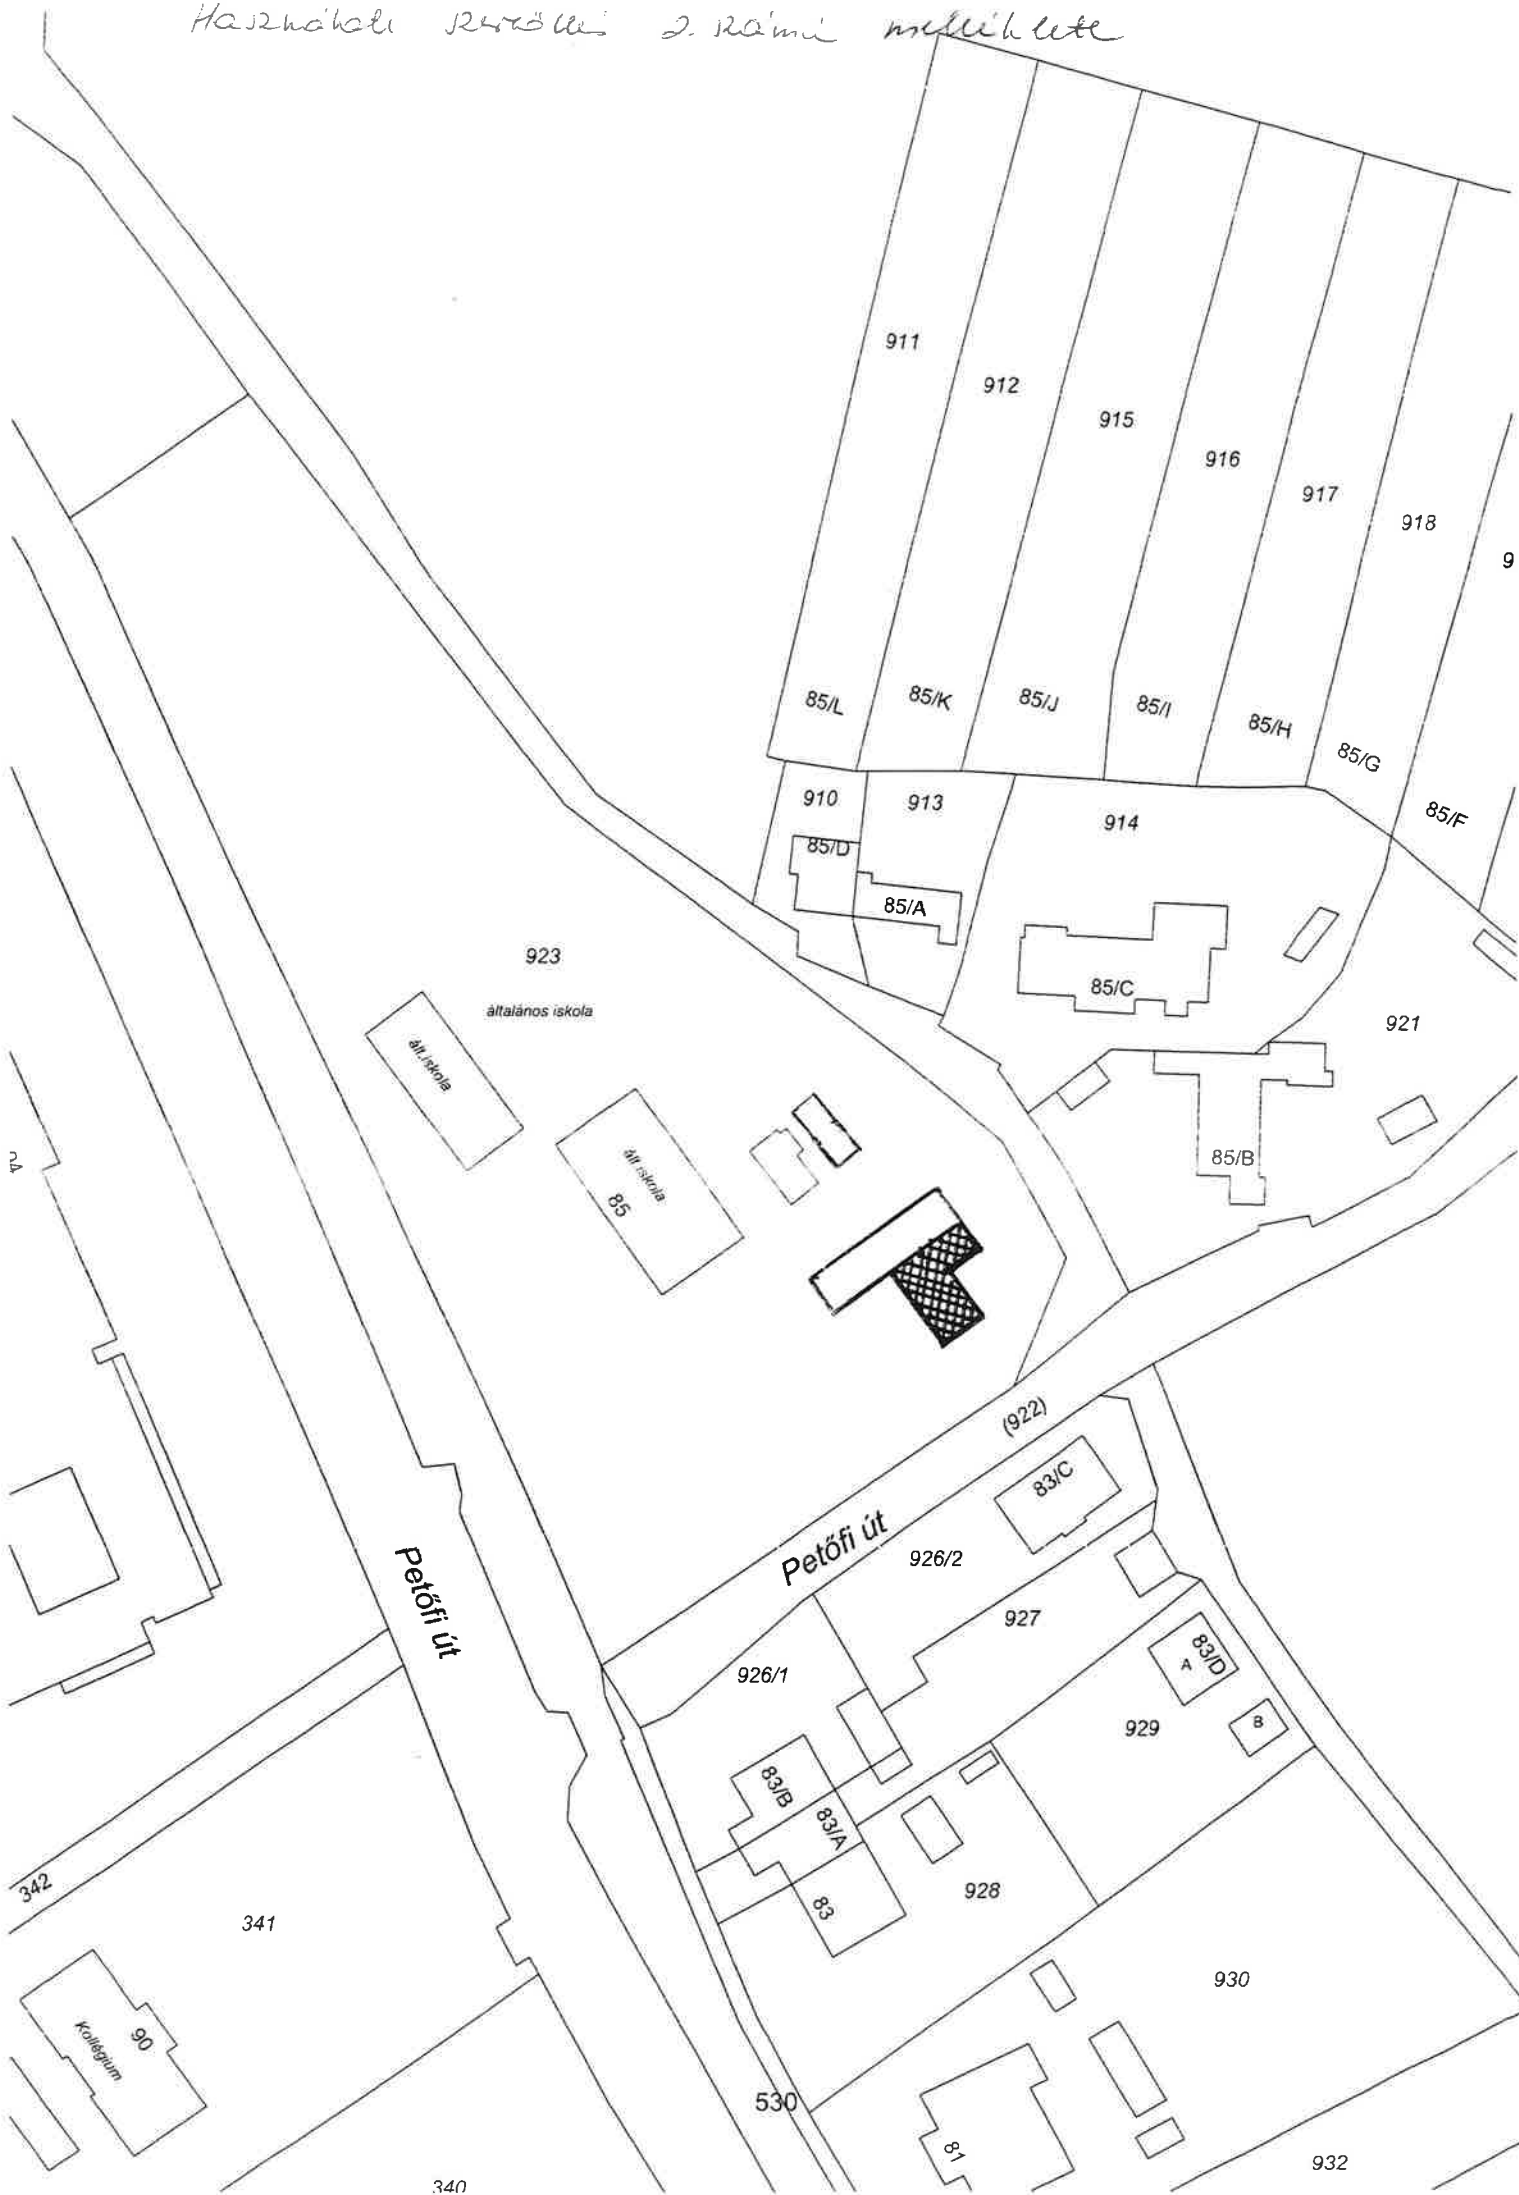 Használati szerződés 2. számú melléklete
911
912
915
916
917
918
9
85/L
85/K
85/J
85/I
85/H
85/G
85/F
910
913
914
85/D
85/A
85/C
923
általános iskola
ált.iskola
ált.iskola
85
921
85/B
(922)
83/C
Petőfi út
926/2
Petőfi út
927
926/1
83/D
A
929
B
83/B
83/A
83
928
342
341
930
90
Kollégium
530
81
932
340